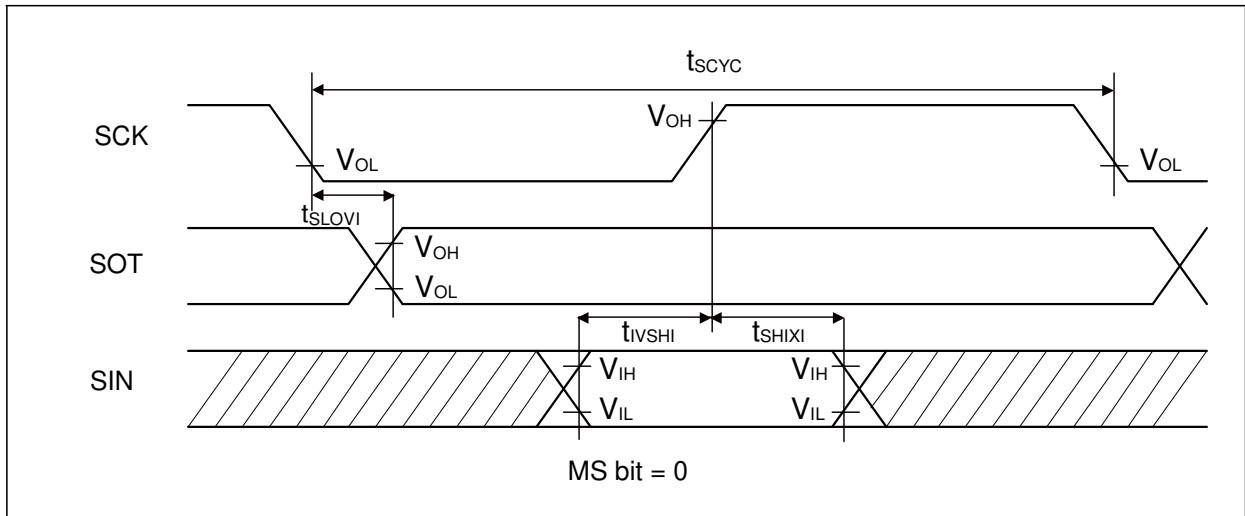 tSCYC
SCK
VOH
VOL
VOL
tSLOVI
SOT
VOH
VOL
tIVSHI
tSHIXI
SIN
VIH
VIH
VIL
VIL
MS bit = 0